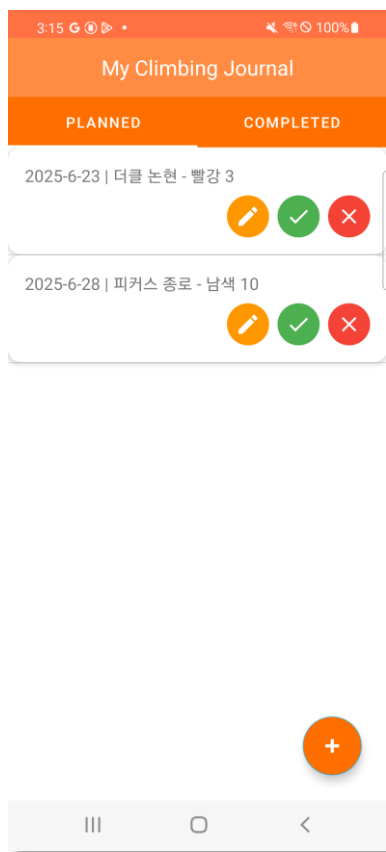 3:15 G 100%
My Climbing Journal
PLANNED COMPLETED
2025-6-23 | 더클 논현 - 빨강 3
2025-6-28 | 피커스 종로 - 남색 10
+